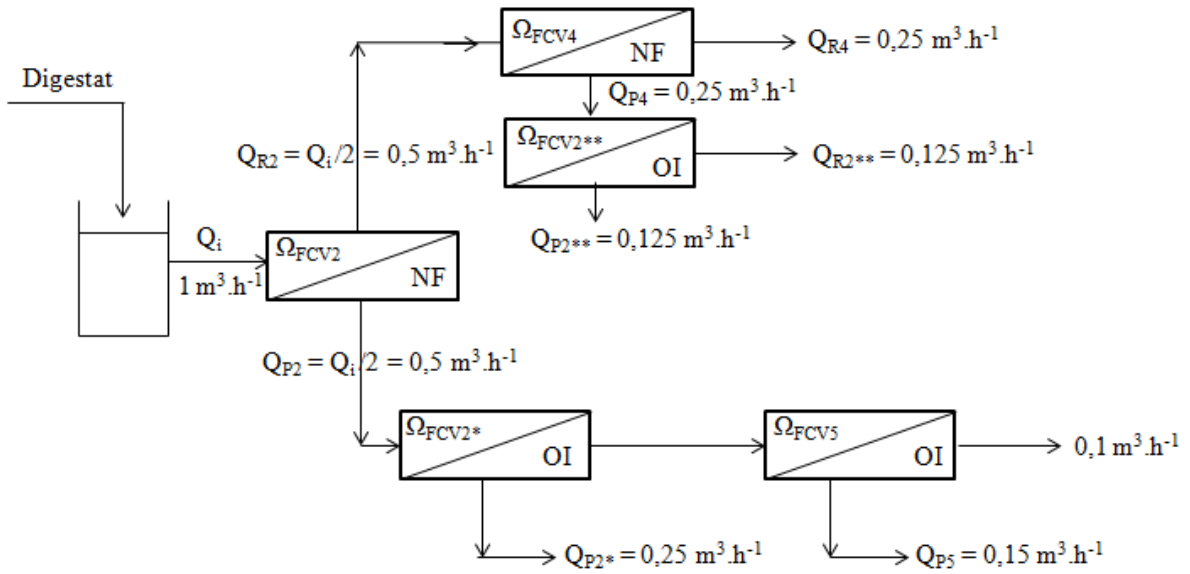 Ω_FCV4
NF
Q_R4 = 0,25 m³.h⁻¹
Digestat
Q_P4 = 0,25 m³.h⁻¹
Ω_FCV2**
OI
Q_R2 = Q_i/2 = 0,5 m³.h⁻¹
Q_R2** = 0,125 m³.h⁻¹
Q_i
1 m³.h⁻¹
Ω_FCV2
NF
Q_P2** = 0,125 m³.h⁻¹
Q_P2 = Q_i/2 = 0,5 m³.h⁻¹
Ω_FCV2*
OI
Ω_FCV5
OI
0,1 m³.h⁻¹
Q_P2* = 0,25 m³.h⁻¹
Q_P5 = 0,15 m³.h⁻¹